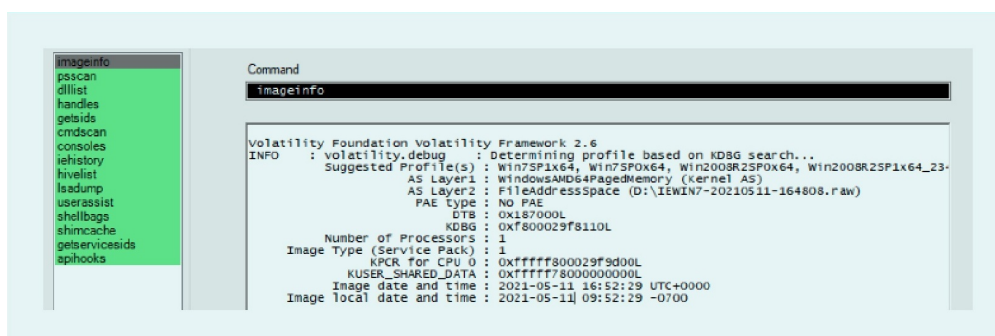 imageinfo
psscan
dlllist
handles
getsids
cmdscan
consoles
iehistory
hivelist
lsadump
userassist
shellbags
shimcache
getservicesids
apihooks
Command
imageinfo
Volatility Foundation Volatility Framework 2.6
INFO : volatility.debug : Determining profile based on KDBG search...
Suggested Profile(s) : Win7SP1x64, Win7SP0x64, Win2008R2SP0x64, Win2008R2SP1x64_23
AS Layer1 : WindowsAMD64PagedMemory (Kernel AS)
AS Layer2 : FileAddressSpace (D:\IEWIN7-20210511-164808.raw)
PAE type : No PAE
DTB : 0x187000L
KDBG : 0xf800029f8110L
Number of Processors : 1
Image Type (Service Pack) : 1
KPCR for CPU 0 : 0xfffff800029f9d00L
KUSER_SHARED_DATA : 0xfffff78000000000L
Image date and time : 2021-05-11 16:52:29 UTC+0000
Image local date and time : 2021-05-11 09:52:29 -0700